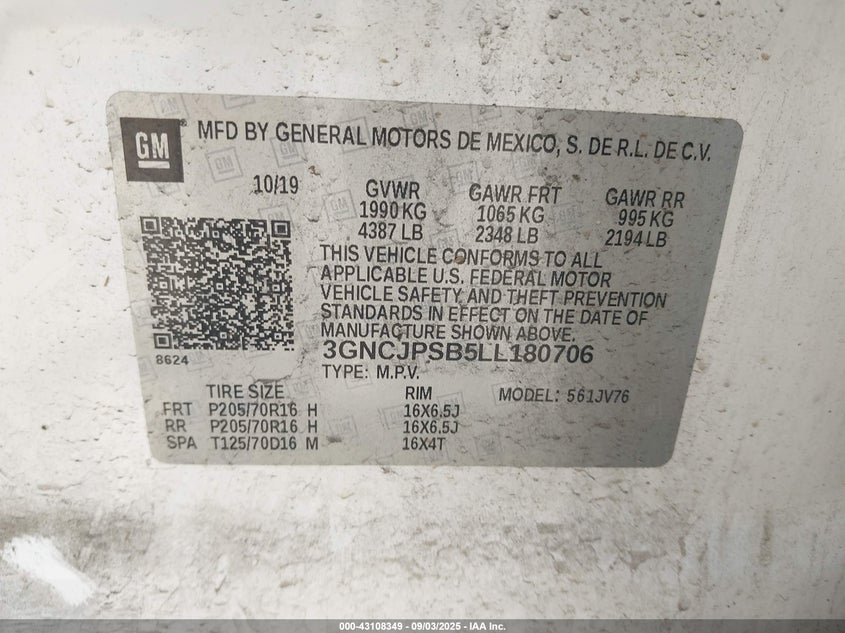 GM
MFD BY GENERAL MOTORS DE MEXICO, S. DE R.L. DE C.V.
10/19 GVWR GAWR FRT GAWR RR
1990 KG 1065 KG 995 KG
4387 LB 2348 LB 2194 LB
THIS VEHICLE CONFORMS TO ALL
APPLICABLE U.S. FEDERAL MOTOR
VEHICLE SAFETY, AND THEFT PREVENTION
STANDARDS IN EFFECT ON THE DATE OF
MANUFACTURE SHOWN ABOVE.
8624
3GNCJPSB5LL180706
TYPE: M.P.V.
TIRE SIZE RIM MODEL: 561JV76
FRT P205/70R16 H 16X6.5J
RR P205/70R16 H 16X6.5J
SPA T125/70D16 M 16X4T
000-43108349 - 09/03/2025 - IAA Inc.